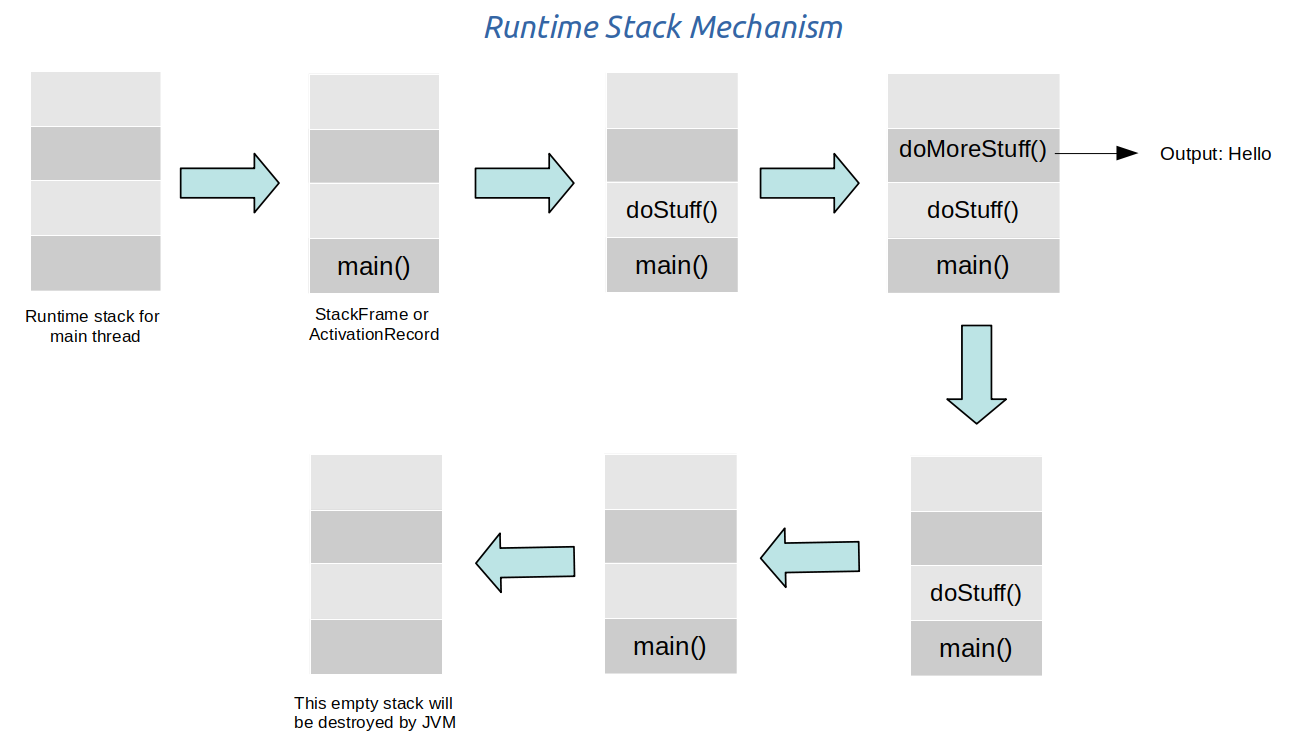 Runtime Stack Mechanism
doMoreStuff()
Output: Hello
doStuff()
doStuff()
main()
main()
main()
Runtime stack for
main thread
StackFrame or
ActivationRecord
doStuff()
main()
main()
This empty stack will
be destroyed by JVM